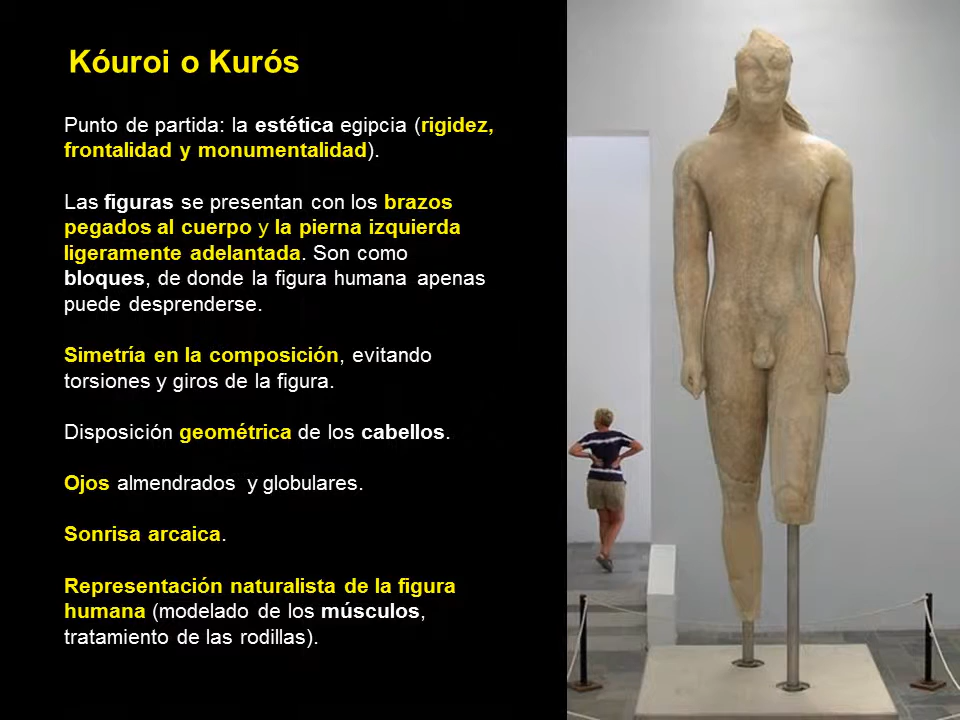 Kóuroi o Kurós
Punto de partida: la estética egipcia (rigidez,
frontalidad y monumentalidad).
Las figuras se presentan con los brazos
pegados al cuerpo y la pierna izquierda
ligeramente adelantada. Son como
bloques, de donde la figura humana apenas
puede desprenderse.
Simetría en la composición, evitando
torsiones y giros de la figura.
Disposición geométrica de los cabellos.
Ojos almendrados y globulares.
Sonrisa arcaica.
Representación naturalista de la figura
humana (modelado de los músculos,
tratamiento de las rodillas).